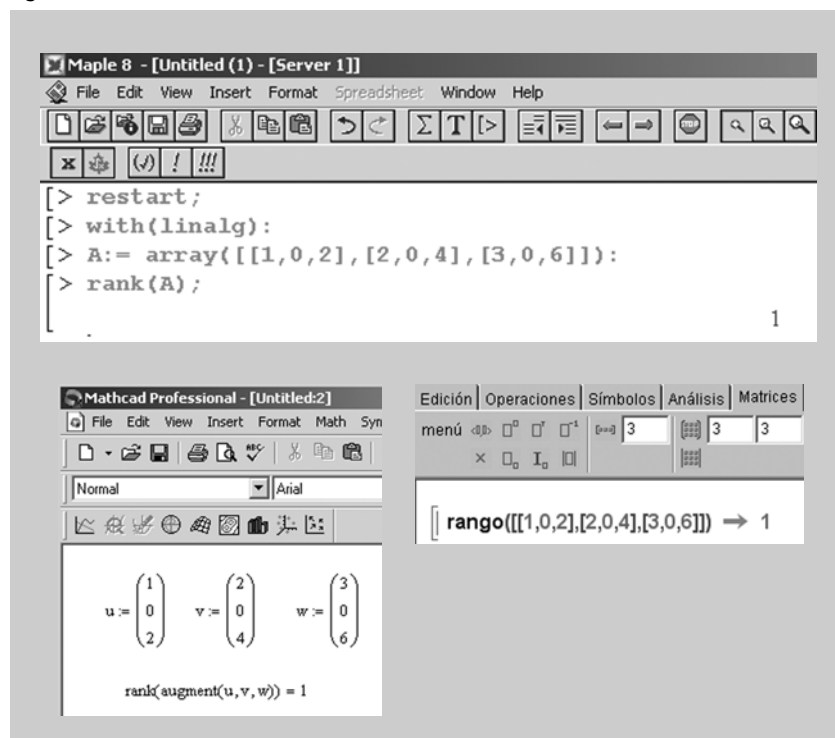 Maple 8 - [Untitled (1) - [Server 1]]
File Edit View Insert Format Spreadsheet Window Help
Σ T [> STOP
x (√) ! !!!
[> restart;
[> with(linalg):
[> A:= array([[1,0,2],[2,0,4],[3,0,6]]):
[> rank(A);
1
Mathcad Professional - [Untitled:2]
File Edit View Insert Format Math Syn
ABC
Normal Arial
u := (1 0 2) v := (2 0 4) w := (3 0 6)
rank(augment(u,v,w)) = 1
Edición Operaciones Símbolos Análisis Matrices
menú 3 3 3
rango([[1,0,2],[2,0,4],[3,0,6]]) ➔ 1